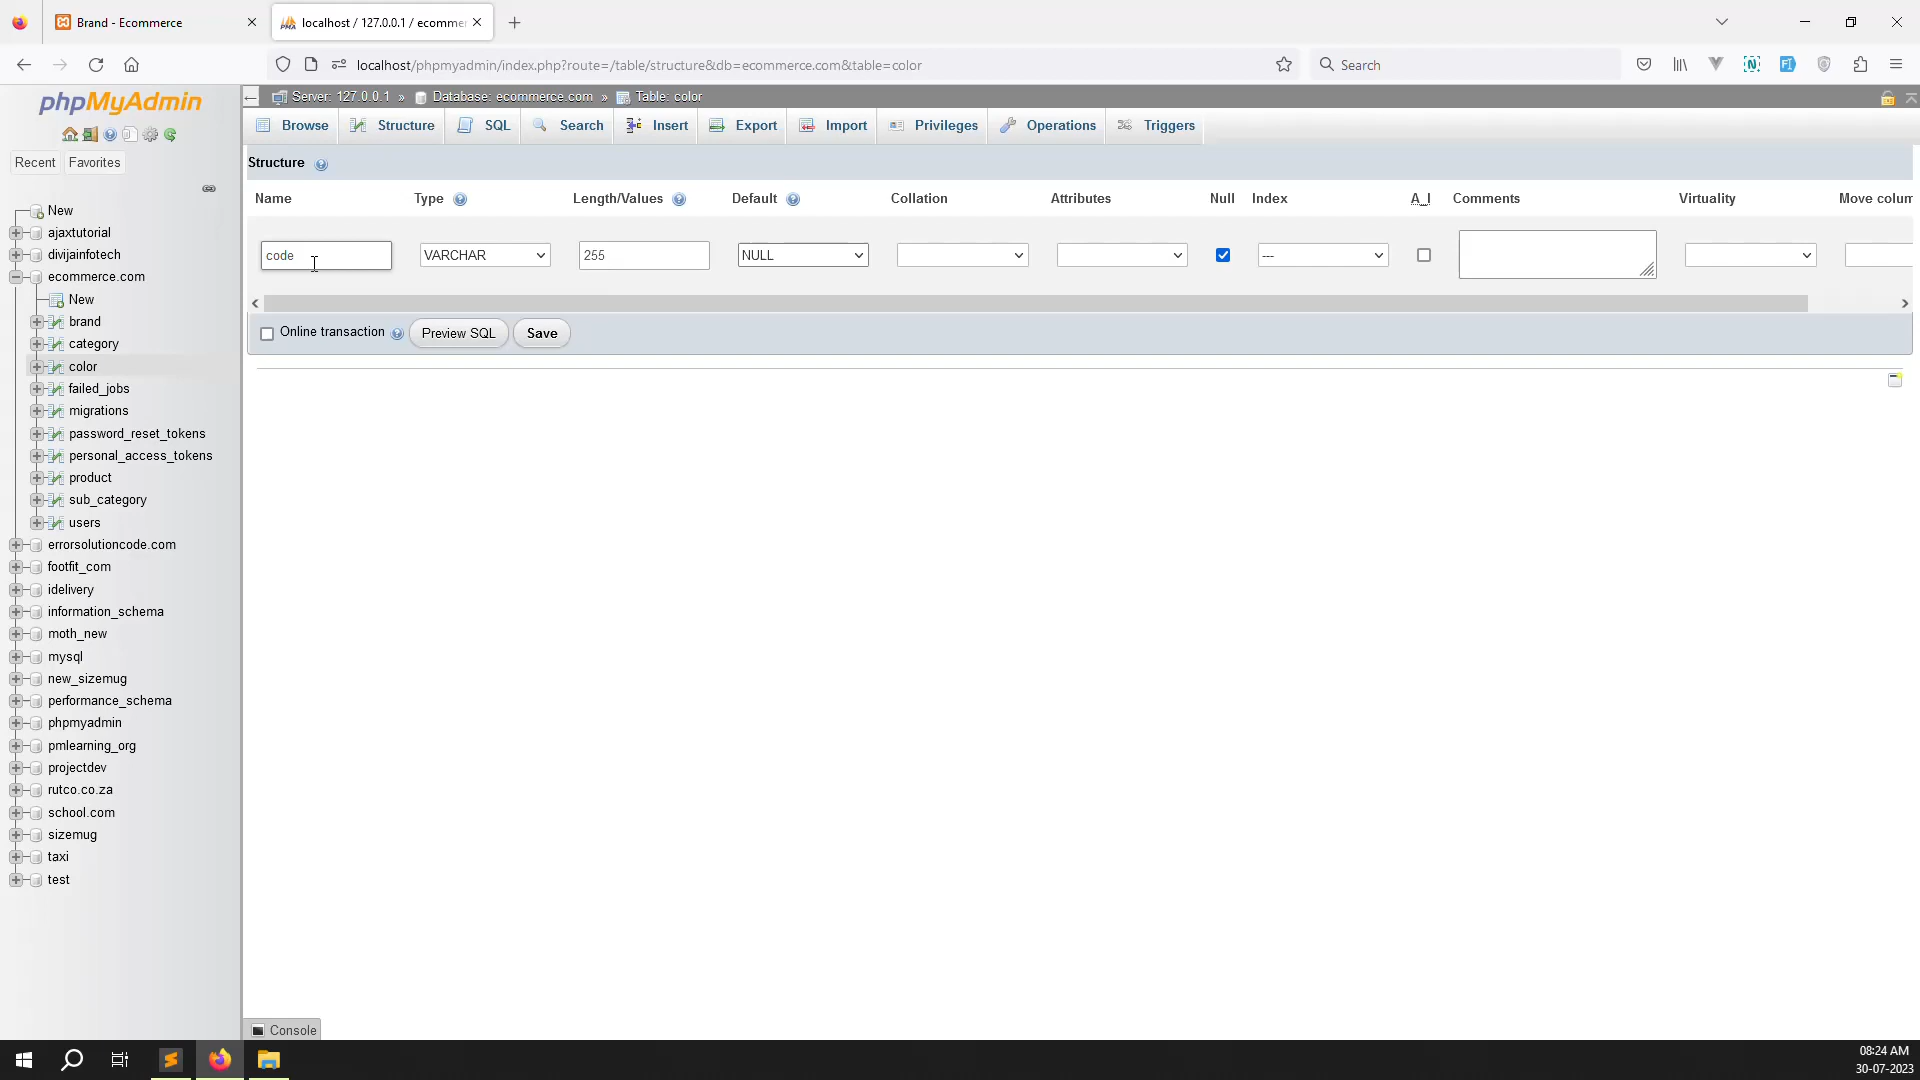 Brand - Ecommerce
localhost / 127.0.0.1 / ecomme
localhost/phpmyadmin/index.php?route=/table/structure&db=ecommerce.com&table=color
Search
phpMyAdmin
Recent
Favorites
New
ajaxtutorial
divijainfotech
ecommerce.com
New
brand
category
color
failed_jobs
migrations
password_reset_tokens
personal_access_tokens
product
sub_category
users
errorsolutioncode.com
footfit_com
idelivery
information_schema
moth_new
mysql
new_sizemug
performance_schema
phpmyadmin
pmlearning_org
projectdev
rutco.co.za
school.com
sizemug
taxi
test
Server: 127.0.0.1 » Database: ecommerce.com » Table: color
Browse Structure SQL Search Insert Export Import Privileges Operations Triggers
Structure
Name Type Length/Values Default Collation Attributes Null Index A_I Comments Virtuality Move colum
code VARCHAR 255 NULL ---
Online transaction Preview SQL Save
Console
08:24 AM
30-07-2023